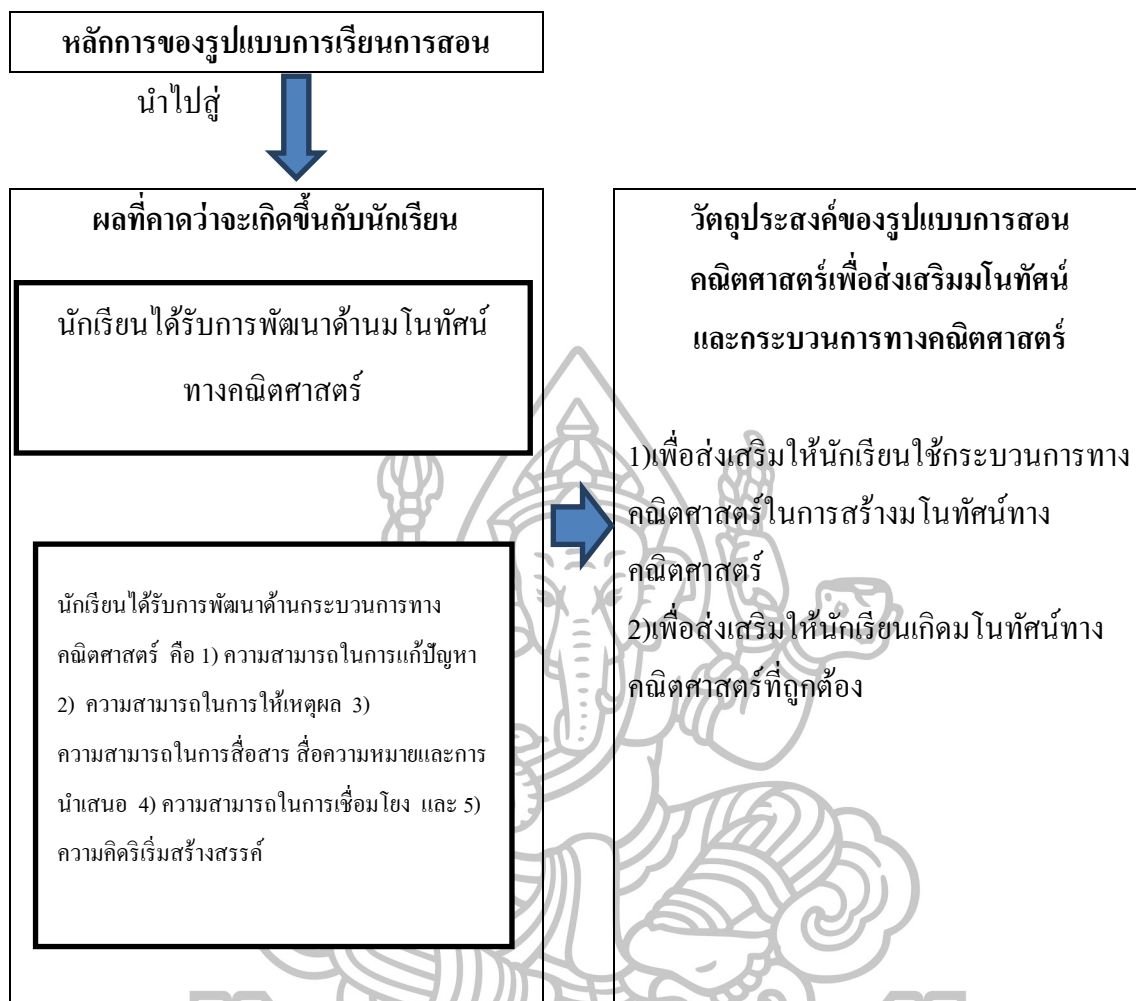 หลักการของรูปแบบการเรียนการสอน
นำไปสู่
ผลที่คาดว่าจะเกิดขึ้นกับนักเรียน
นักเรียนได้รับการพัฒนาด้านมโนทัศน์
ทางคณิตศาสตร์
นักเรียนได้รับการพัฒนาด้านกระบวนการทาง
คณิตศาสตร์ คือ 1) ความสามารถในการแก้ปัญหา
2) ความสามารถในการให้เหตุผล 3)
ความสามารถในการสื่อสาร สื่อความหมายและการ
นำเสนอ 4) ความสามารถในการเชื่อมโยง และ 5)
ความคิดริเริ่มสร้างสรรค์
วัตถุประสงค์ของรูปแบบการสอน
คณิตศาสตร์เพื่อส่งเสริมมโนทัศน์
และกระบวนการทางคณิตศาสตร์
1)เพื่อส่งเสริมให้นักเรียนใช้กระบวนการทาง
คณิตศาสตร์ในการสร้างมโนทัศน์ทาง
คณิตศาสตร์
2)เพื่อส่งเสริมให้นักเรียนเกิดมโนทัศน์ทาง
คณิตศาสตร์ที่ถูกต้อง